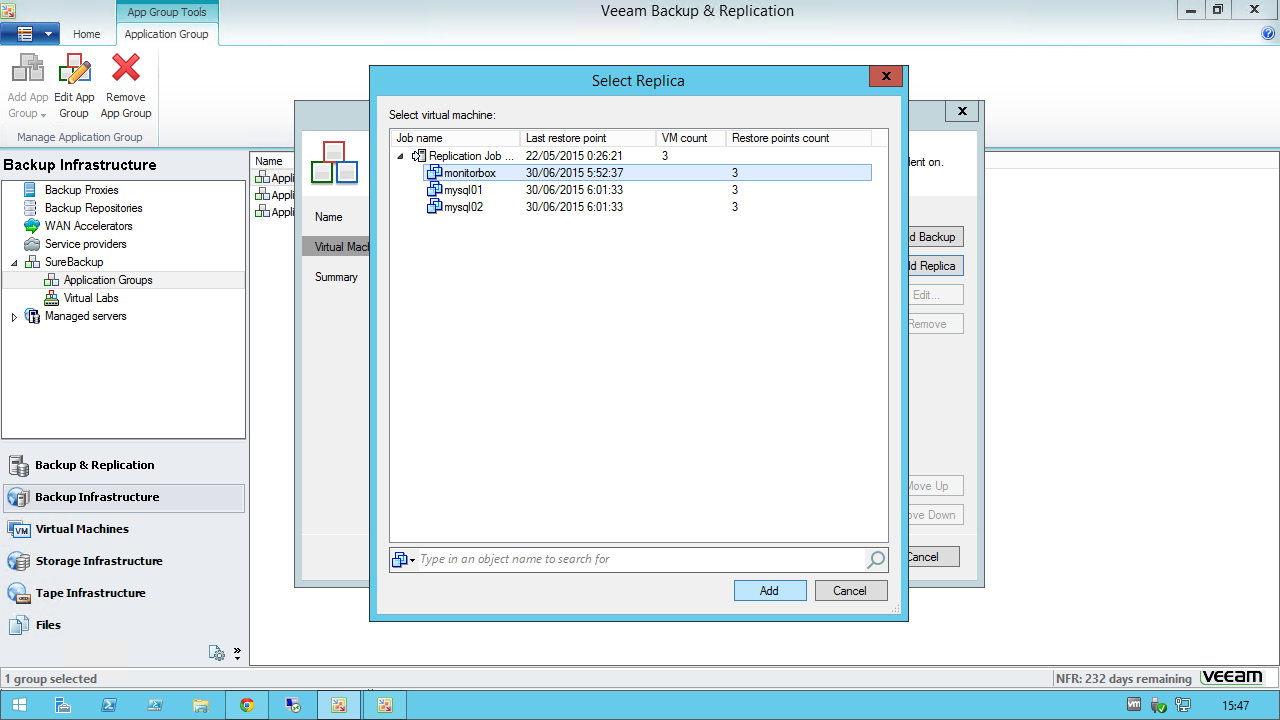 App Group Tools
Veeam Backup & Replication
Home
Application Group
Add App Group
Edit App Group
Remove App Group
Manage Application Group
Backup Infrastructure
Backup Proxies
Backup Repositories
WAN Accelerators
Service providers
SureBackup
Application Groups
Virtual Labs
Managed servers
Backup & Replication
Backup Infrastructure
Virtual Machines
Storage Infrastructure
Tape Infrastructure
Files
Name
Appli
Appli
Appli
Name
Virtual Mach
Summary
dent on.
d Backup
dd Replica
Edit...
Remove
Move Up
ove Down
Cancel
Select Replica
Select virtual machine:
Job name Last restore point VM count Restore points count
Replication Job ... 22/05/2015 0:26:21 3
monitorbox 30/06/2015 5:52:37 3
mysql01 30/06/2015 6:01:33 3
mysql02 30/06/2015 6:01:33 3
Type in an object name to search for
Add Cancel
1 group selected
NFR: 232 days remaining
veeam
vm
15:47